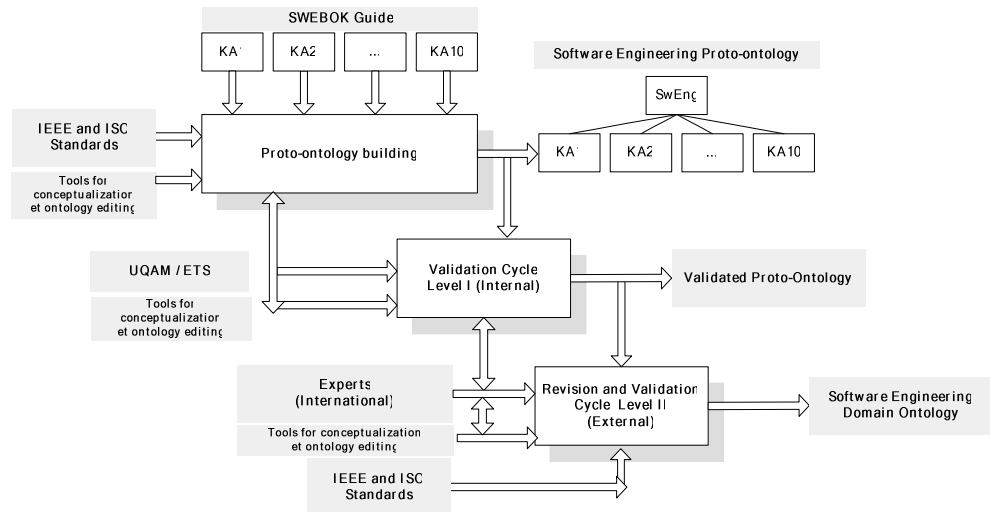 SWEBOK Guide
KA1
KA2
...
KA10
Software Engineering Proto-ontology
SwEng
KA1
KA2
...
KA10
IEEE and ISO
Standards
Proto-ontology building
Tools for
conceptualization
et ontology editing
UQAM / ETS
Tools for
conceptualization
et ontology editing
Validation Cycle
Level I (Internal)
Validated Proto-Ontology
Experts
(International)
Tools for conceptualization
et ontology editing
IEEE and ISO
Standards
Revision and Validation
Cycle Level II
(External)
Software Engineering
Domain Ontology